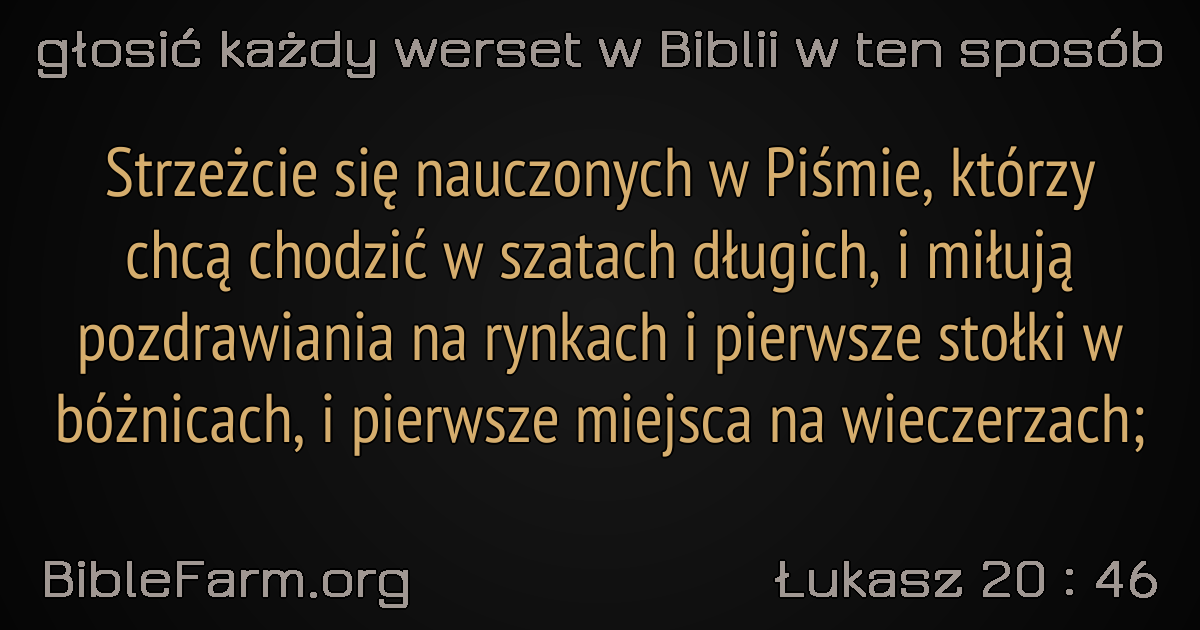 głosić każdy werset w Biblii w ten sposób
Strzeżcie się nauczonych w Piśmie, którzy
chcą chodzić w szatach długich, i miłują
pozdrawiania na rynkach i pierwsze stołki w
bóżnicach, i pierwsze miejsca na wieczerzach;
BibleFarm.org
Łukasz 20 : 46